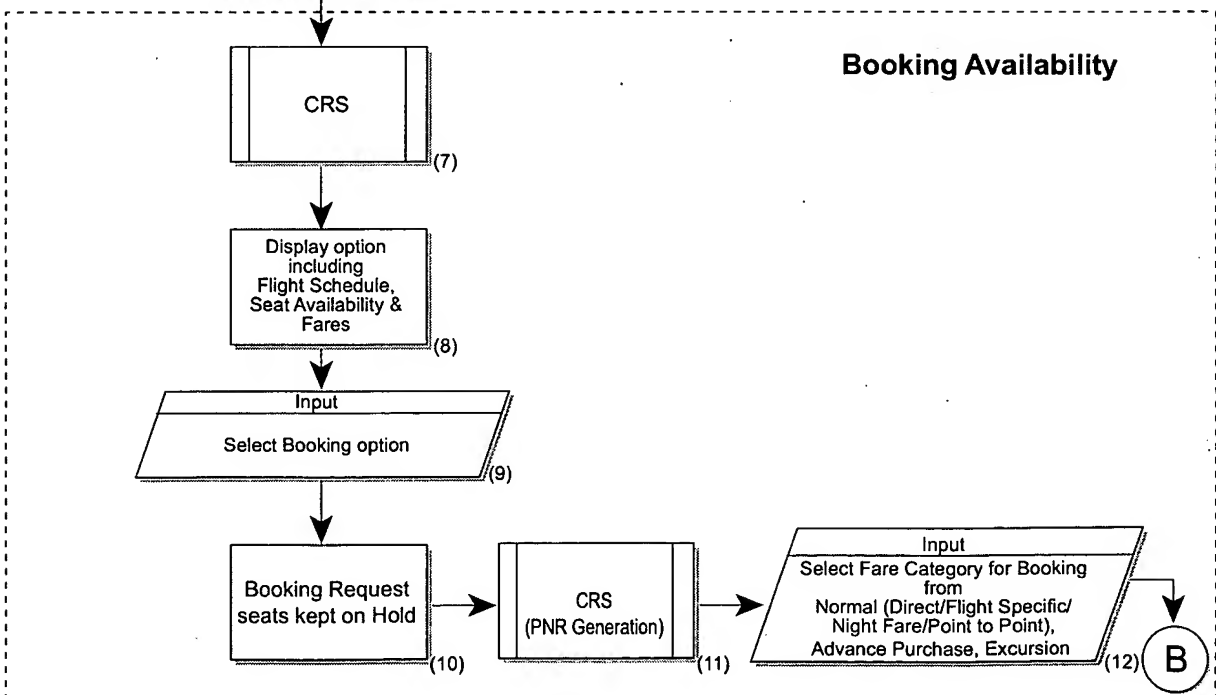 Booking Availability
CRS
(7)
Display option
including
Flight Schedule,
Seat Availability &
Fares
(8)
Input
Select Booking option
(9)
Booking Request
seats kept on Hold
(10)
CRS
(PNR Generation)
(11)
Input
Select Fare Category for Booking
from
Normal (Direct/Flight Specific/
Night Fare/Point to Point),
Advance Purchase, Excursion
(12)
B